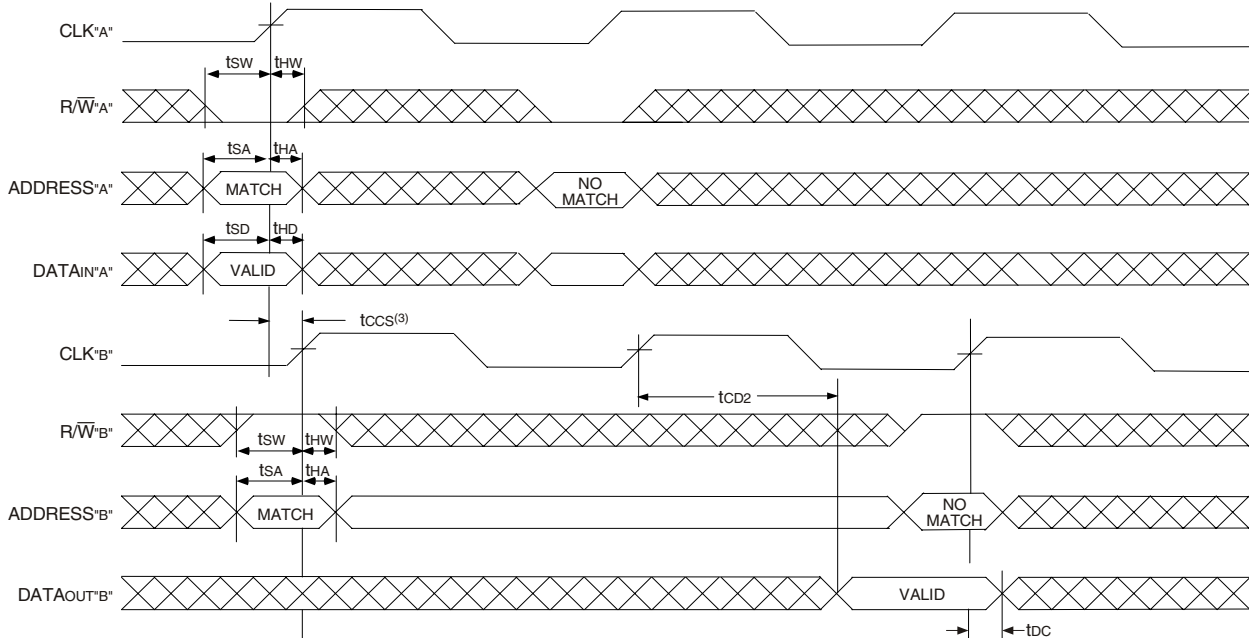 CLK"A"
tSW tHW
R/W̅"A"
tSA tHA
ADDRESS"A" MATCH NO MATCH
tSD tHD
DATAIN"A" VALID
tCCS(3)
CLK"B"
tCD2
R/W̅"B"
tSW tHW
tSA tHA
ADDRESS"B" MATCH NO MATCH
DATAOUT"B" VALID
tDC